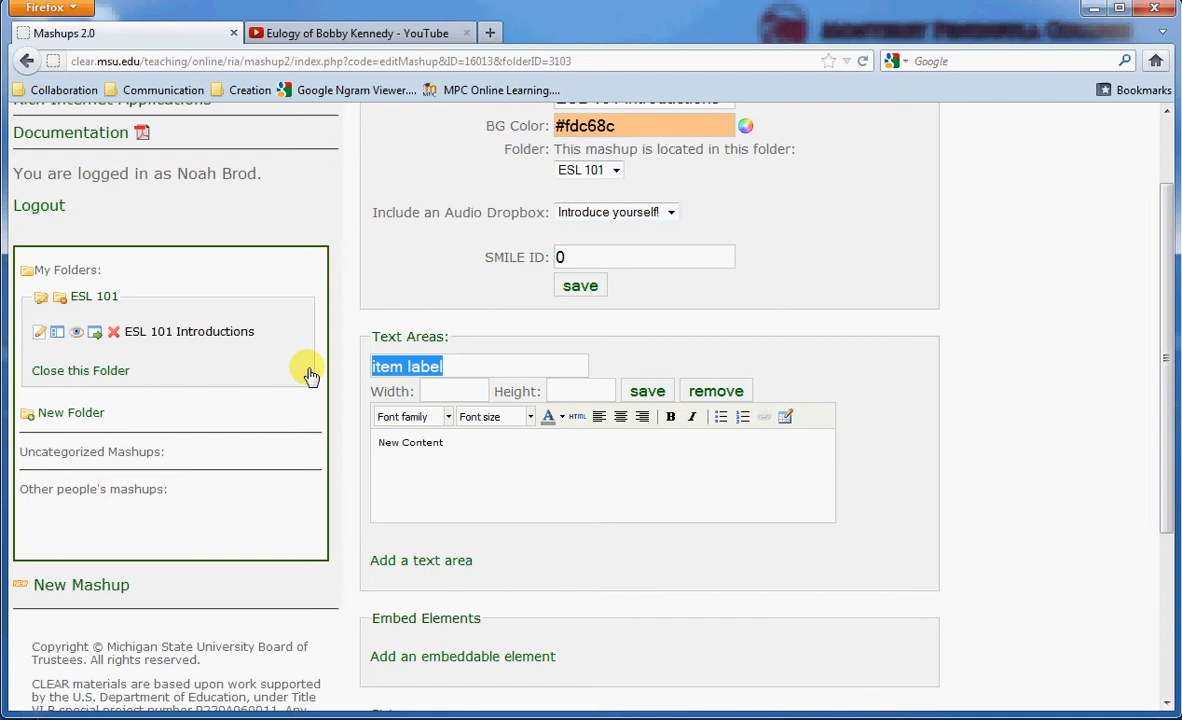 Firefox
Mashups 2.0
Eulogy of Bobby Kennedy - YouTube
clear.msu.edu/teaching/online/ria/mashup2/index.php?code=editMashup&ID=16013&folderID=3103
Google
Collaboration
Communication
Creation
Google Ngram Viewer....
MPC Online Learning....
Bookmarks
Rich Internet Applications
Documentation
You are logged in as Noah Brod.
Logout
My Folders:
ESL 101
ESL 101 Introductions
Close this Folder
New Folder
Uncategorized Mashups:
Other people's mashups:
New Mashup
Copyright © Michigan State University Board of
Trustees. All rights reserved.
CLEAR materials are based upon work supported
by the U.S. Department of Education, under Title
ESL 101 Introductions
BG Color: #fdc68c
Folder: This mashup is located in this folder:
ESL 101
Include an Audio Dropbox: Introduce yourself!
SMILE ID: 0
save
Text Areas:
item label
Width: Height: save remove
Font family Font size A HTML B I
New Content
Add a text area
Embed Elements
Add an embeddable element